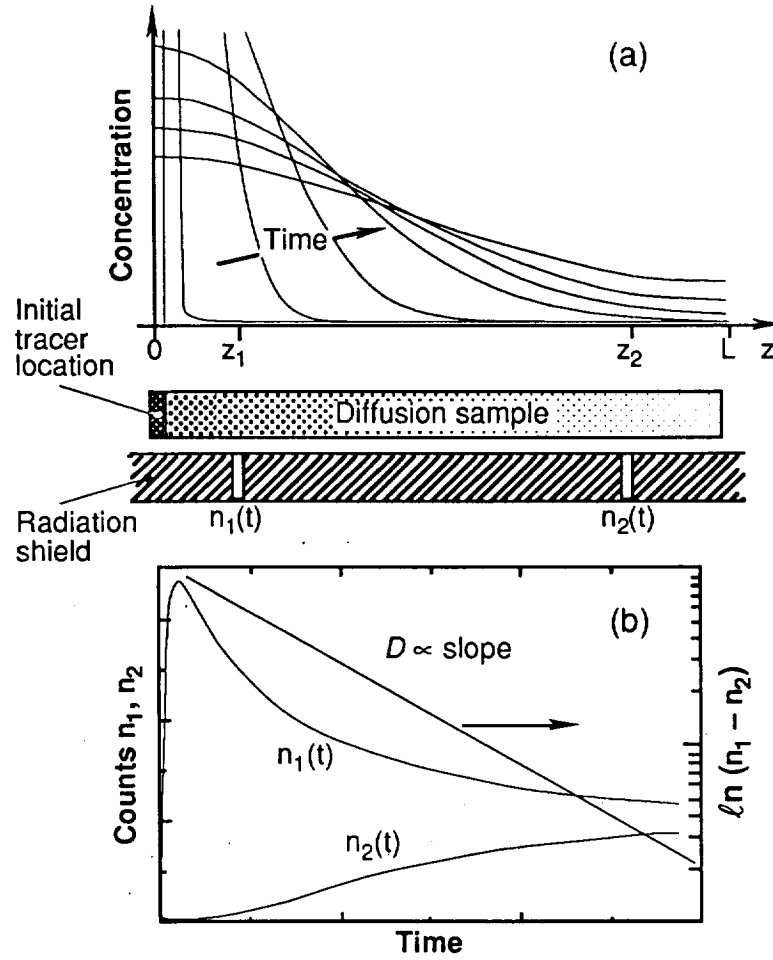 (a)
Concentration
Time
0
z₁
z₂
L
z
Initial
tracer
location
Diffusion sample
Radiation
shield
n₁(t)
n₂(t)
(b)
D ∝ slope
n₁(t)
n₂(t)
Counts n₁, n₂
ℓn (n₁ – n₂)
Time